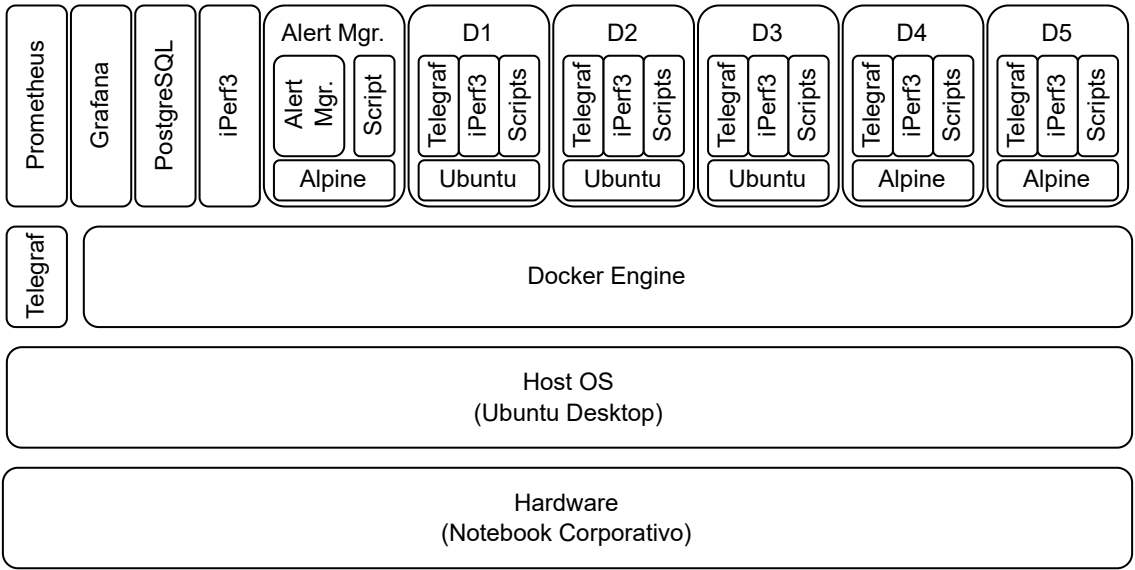 Prometheus
Grafana
PostgreSQL
iPerf3
Alert Mgr.
Alert
Mgr.
Script
Alpine
D1
Telegraf
iPerf3
Scripts
Ubuntu
D2
Telegraf
iPerf3
Scripts
Ubuntu
D3
Telegraf
iPerf3
Scripts
Ubuntu
D4
Telegraf
iPerf3
Scripts
Alpine
D5
Telegraf
iPerf3
Scripts
Alpine
Telegraf
Docker Engine
Host OS
(Ubuntu Desktop)
Hardware
(Notebook Corporativo)